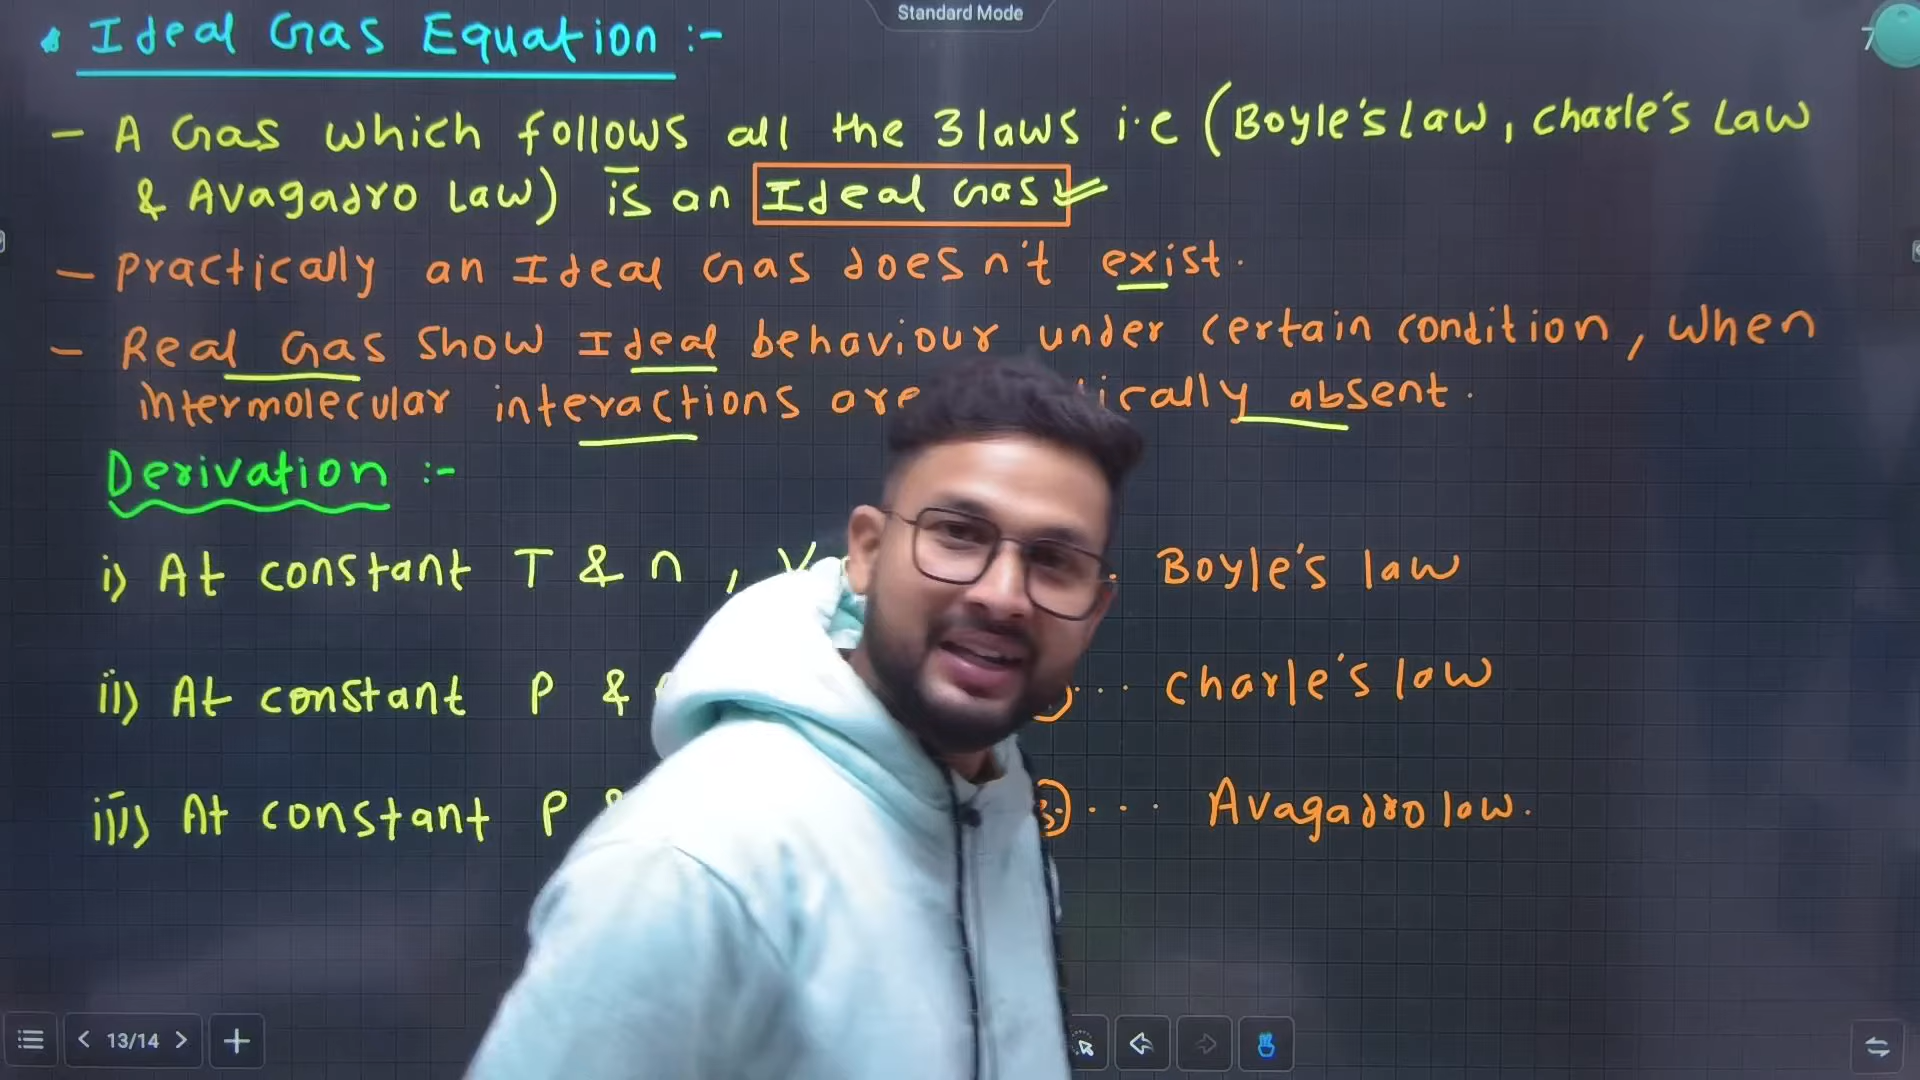 Standard Mode
Ideal Gas Equation :-
7
- A Gas which follows all the 3 laws i.e (Boyle's law, charle's Law
& Avagadro Law) is an Ideal Gas
- Practically an Ideal Gas doesn't exist.
- Real Gas show Ideal behaviour under certain condition, when
intermolecular interactions are absent.
Derivation :-
i) At constant T & n , V Boyle's law
ii) At constant P & ... charle's law
iii) At constant P & (3) ... Avagadro law.
13/14